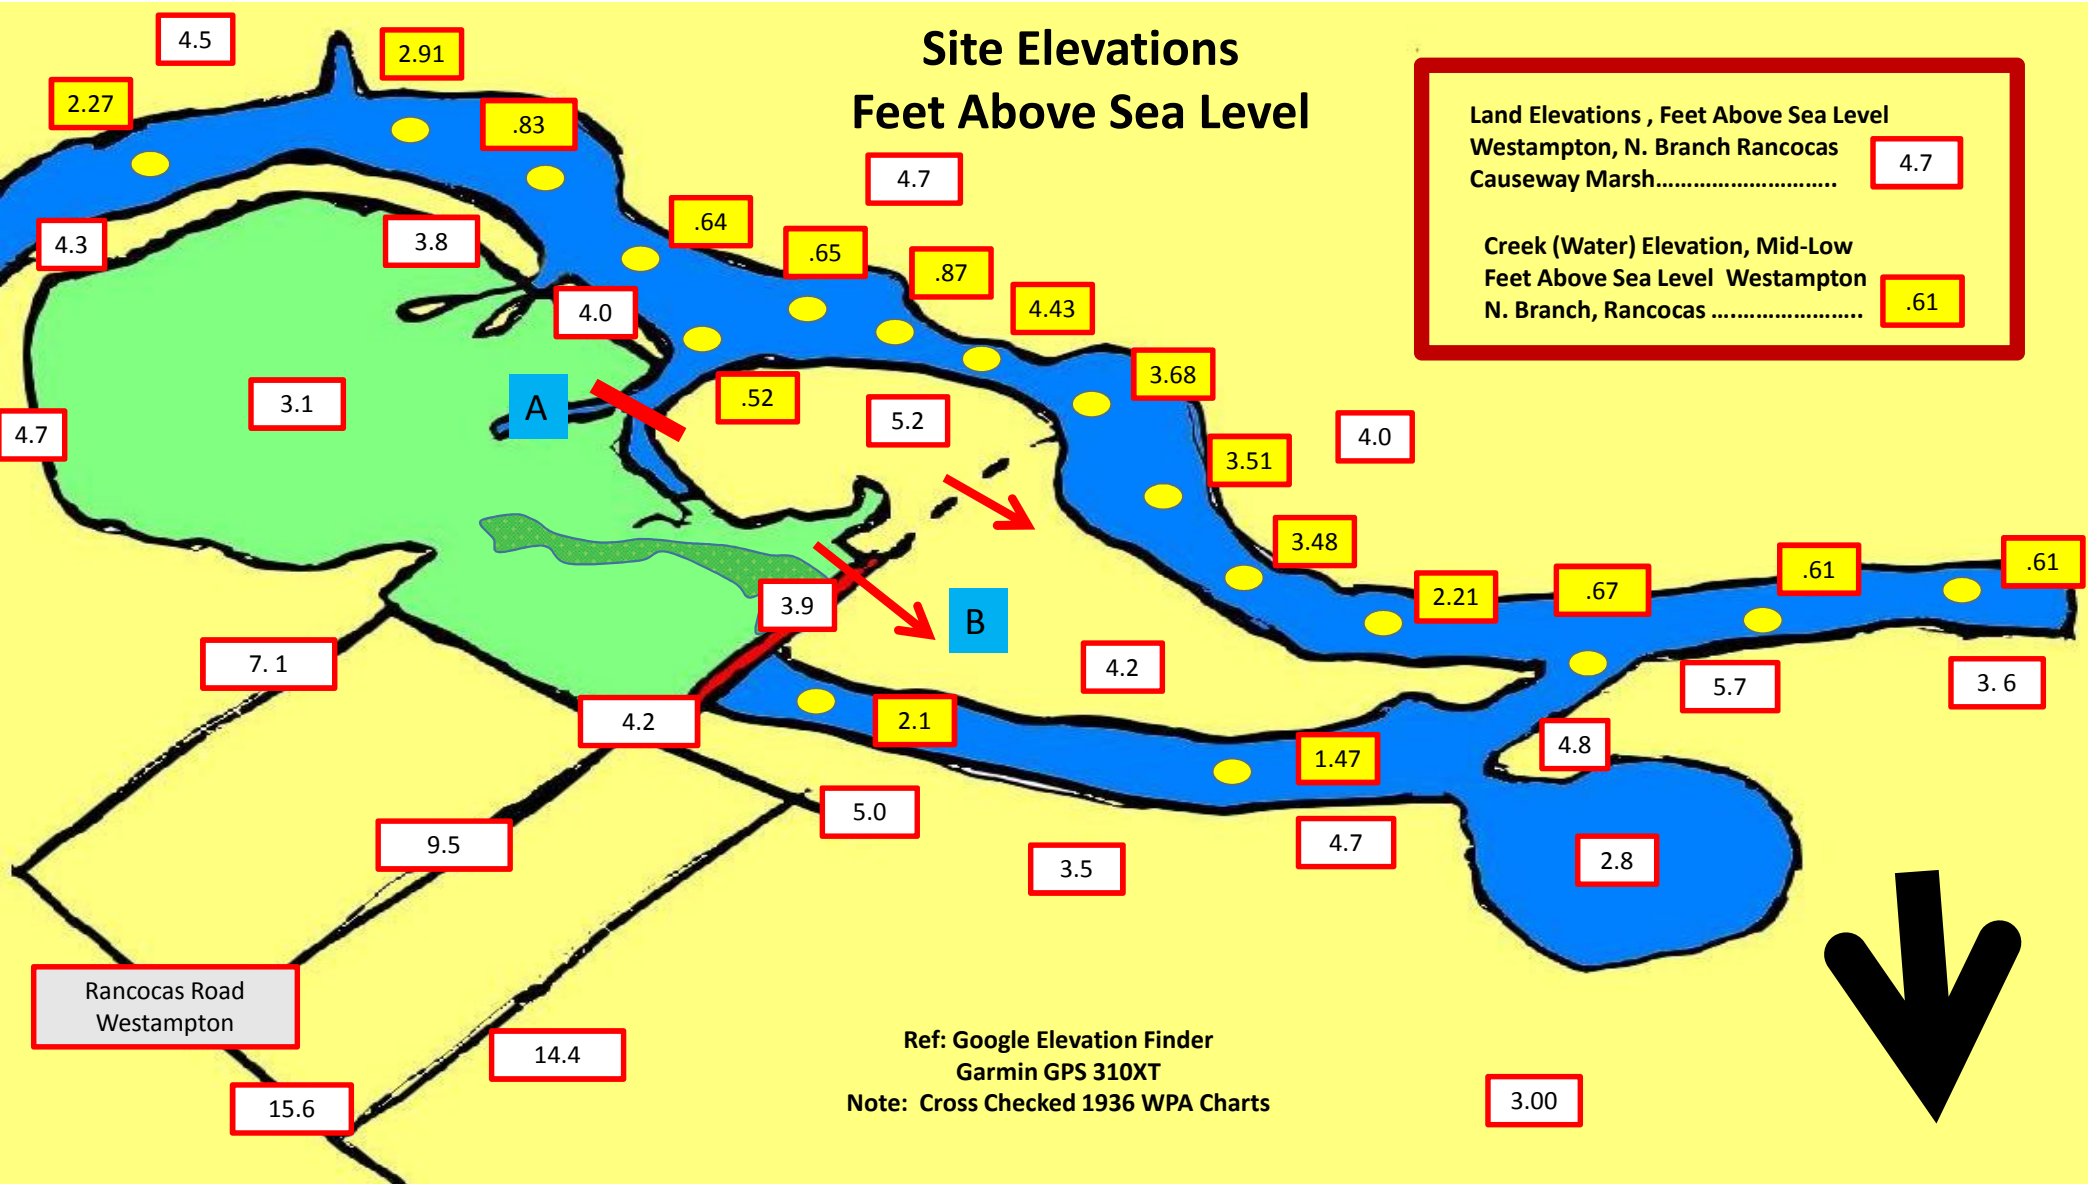 Site Elevations
Feet Above Sea Level
4.5
2.91
2.27
.83
4.7
Land Elevations , Feet Above Sea Level
Westampton, N. Branch Rancocas
Causeway Marsh..............................
4.7
Creek (Water) Elevation, Mid-Low
Feet Above Sea Level Westampton
N. Branch, Rancocas ......................
.61
4.3
3.8
.64
.65
.87
4.43
4.0
3.68
3.1
A
.52
5.2
4.7
4.0
3.51
3.48
3.9
B
2.21
.67
.61
.61
7. 1
4.2
5.7
3. 6
4.2
2.1
4.8
1.47
5.0
9.5
3.5
4.7
2.8
Rancocas Road
Westampton
14.4
15.6
Ref: Google Elevation Finder
Garmin GPS 310XT
Note: Cross Checked 1936 WPA Charts
3.00